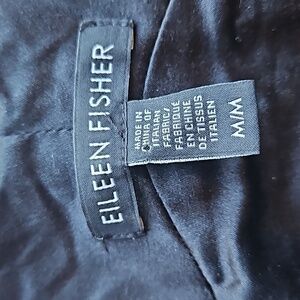 EILEEN FISHER
MADE IN
CHINA OF
ITALIAN
FABRIC/
FABRIQUÉ
EN CHINE
DE TISSUS
ITALIEN
M/M